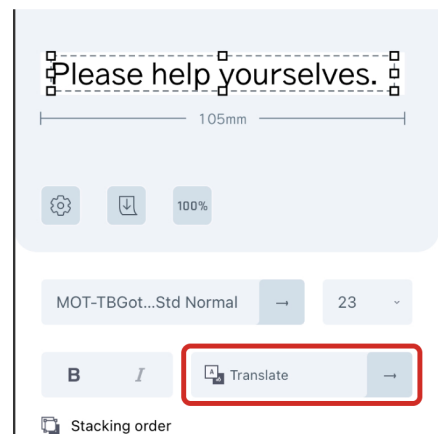 Please help yourselves.
105mm
100%
MOT-TBGot...Std Normal → 23
B I Translate →
Stacking order